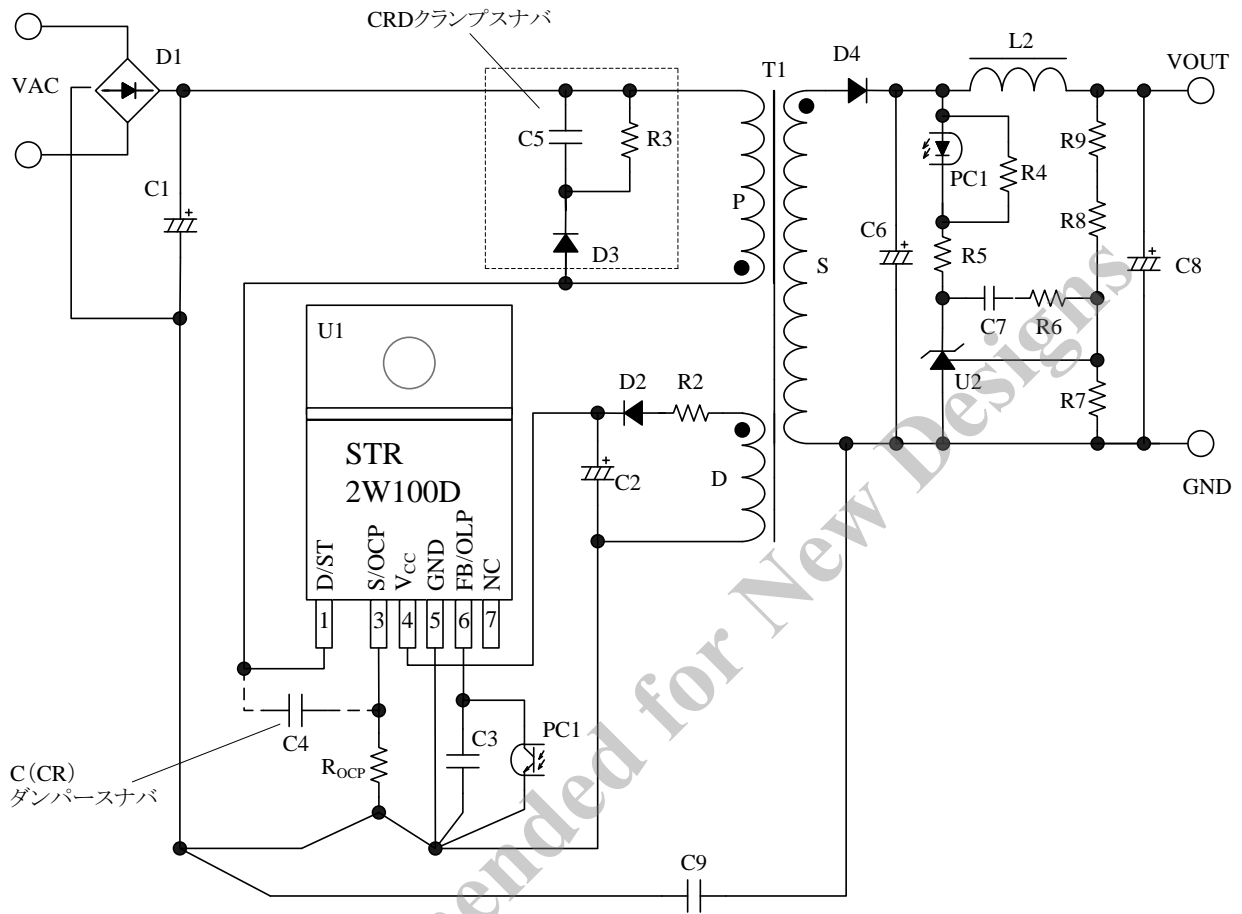 CRDクランプスナバ
D1
VAC
C1
C5
R3
D3
P
T1
S
D4
L2
VOUT
PC1
R4
R9
R8
C6
R5
C7
R6
C8
U2
R7
GND
U1
STR
2W100D
D/ST
S/OCP
VCC
GND
FB/OLP
NC
1
3
4
5
6
7
D2
R2
C2
D
C4
ROCP
C3
PC1
C(CR)
ダンパースナバ
C9
ended for New Designs